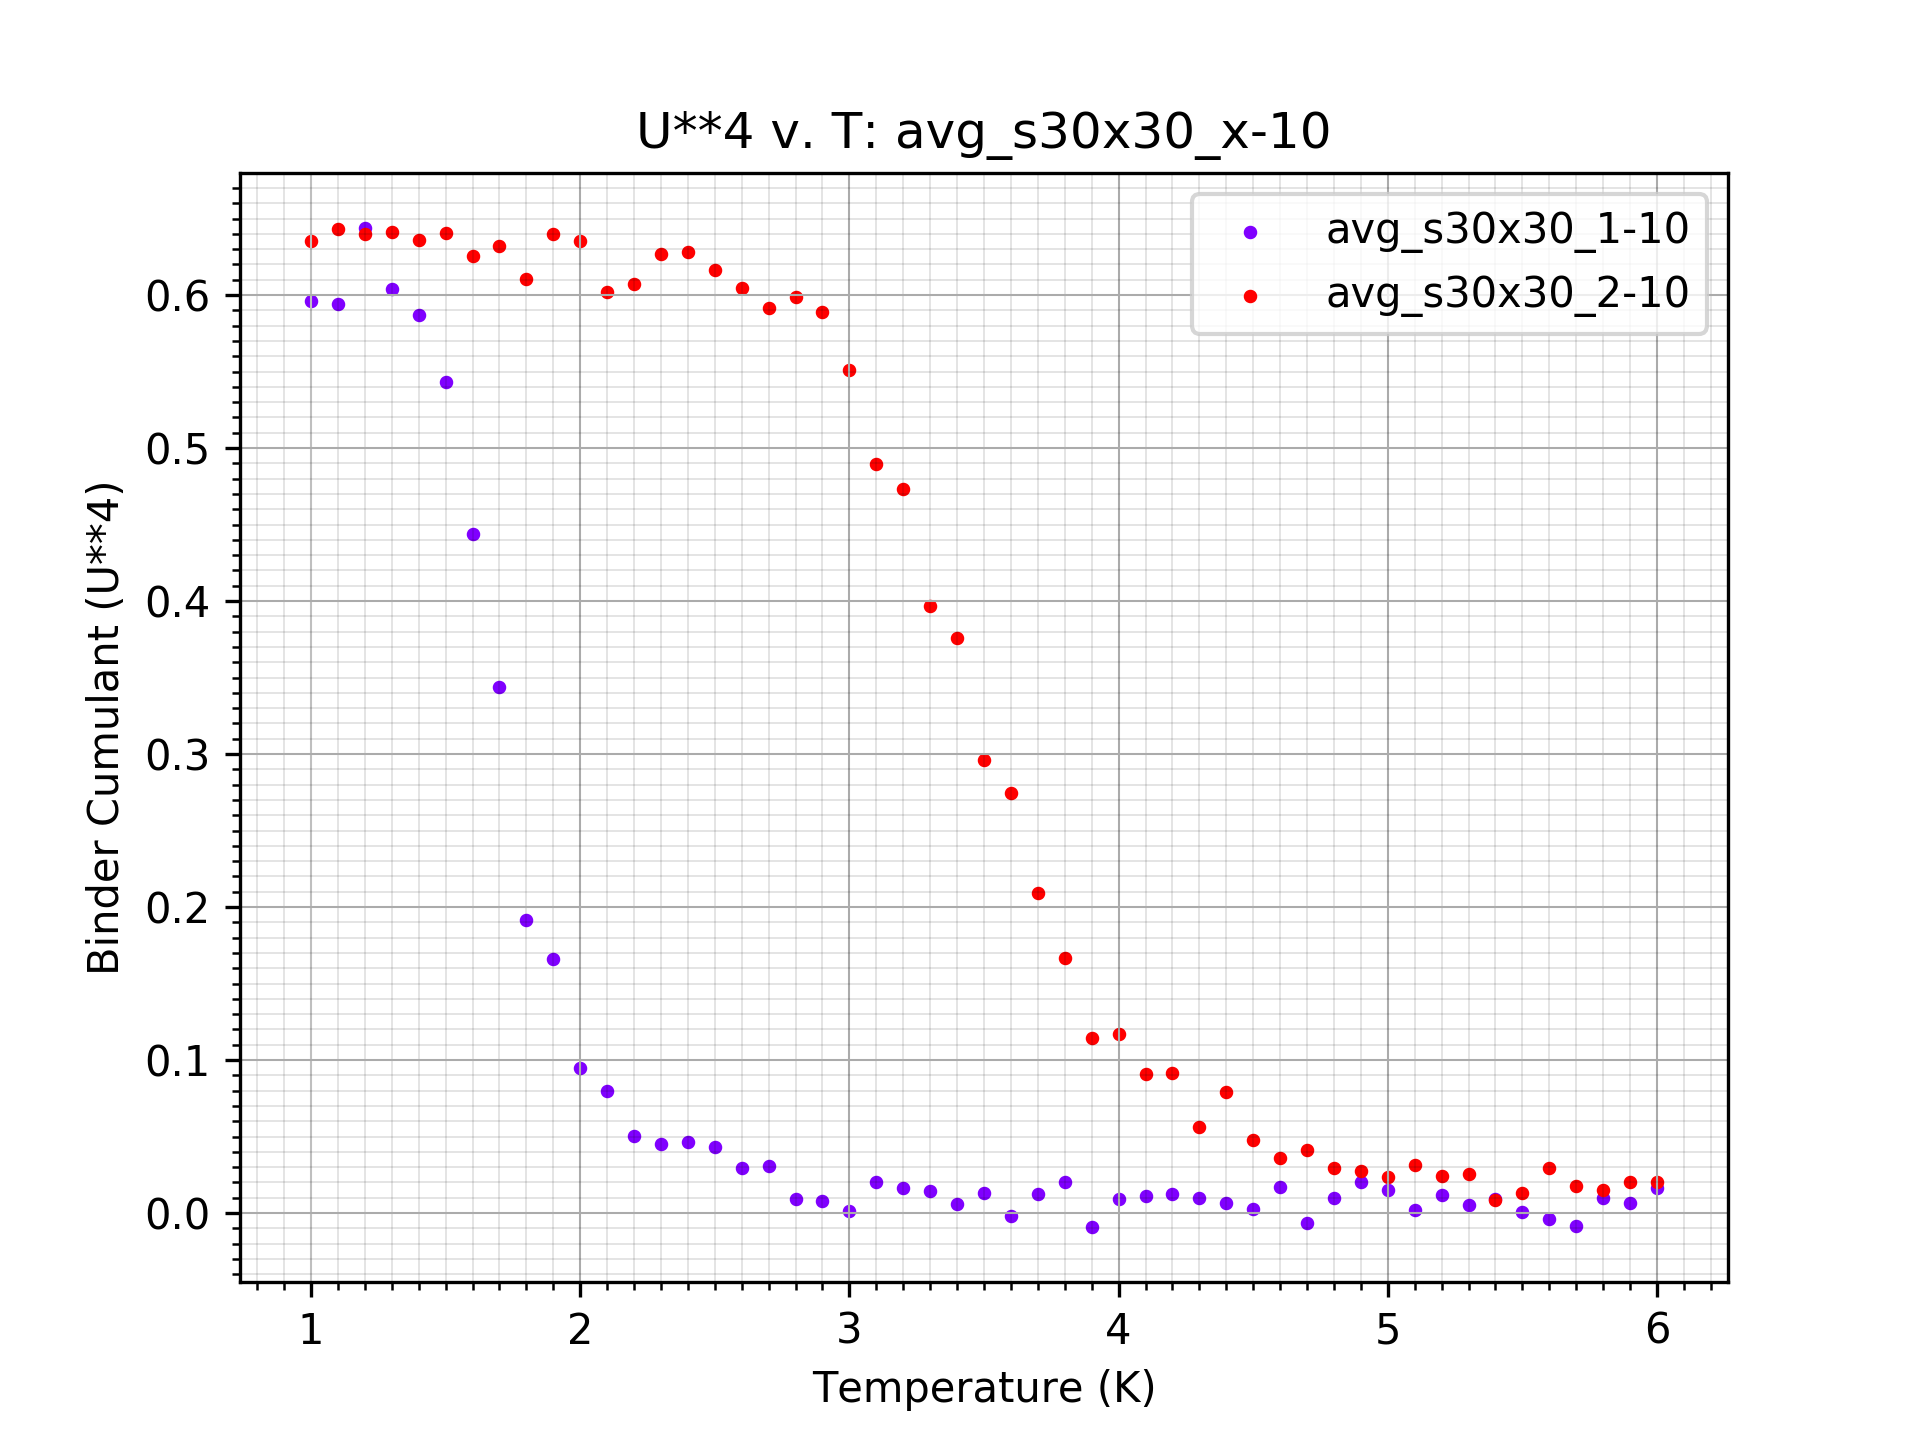 U**4 v. T: avg_s30x30_x-10
avg_s30x30_1-10
avg_s30x30_2-10
Binder Cumulant (U**4)
0.6
0.5
0.4
0.3
0.2
0.1
0.0
1 2 3 4 5 6
Temperature (K)